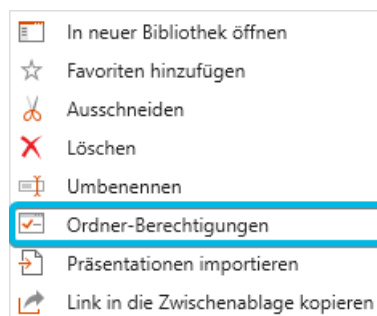 In neuer Bibliothek öffnen
Favoriten hinzufügen
Ausschneiden
Löschen
Umbenennen
Ordner-Berechtigungen
Präsentationen importieren
Link in die Zwischenablage kopieren